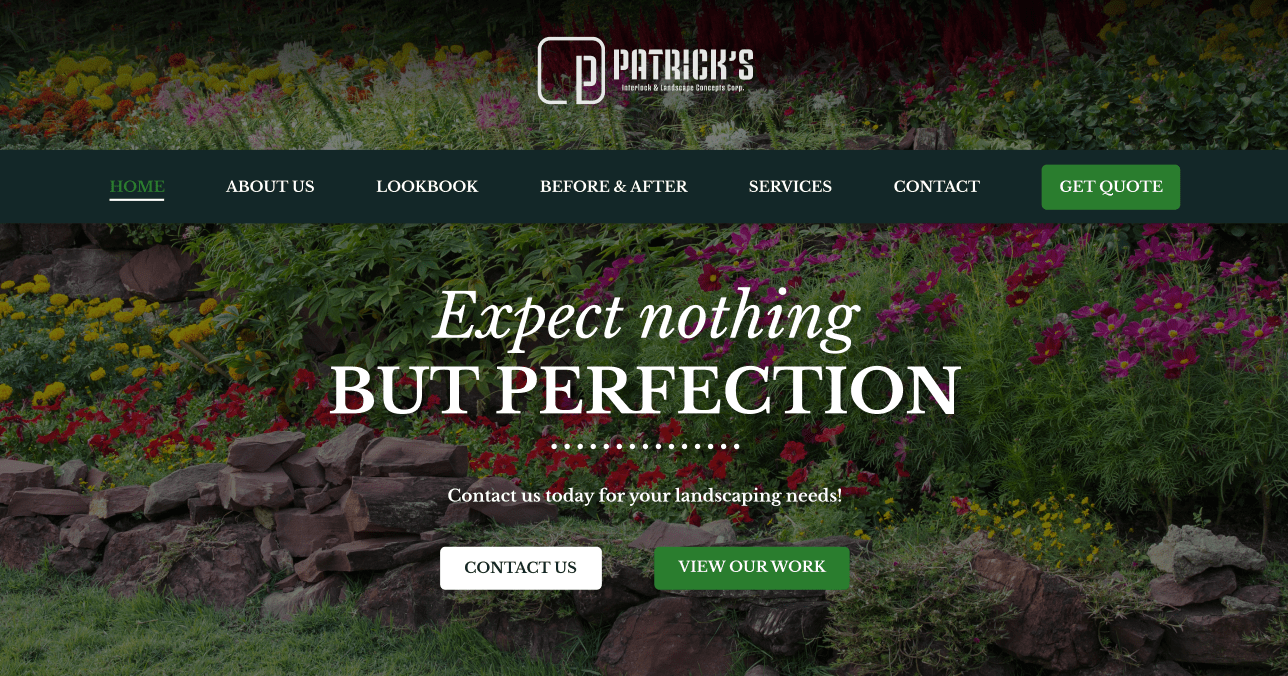 PATRICK'S
Interlock & Landscape Concepts Corp.
HOME ABOUT US LOOKBOOK BEFORE & AFTER SERVICES CONTACT GET QUOTE
Expect nothing
BUT PERFECTION
Contact us today for your landscaping needs!
CONTACT US VIEW OUR WORK